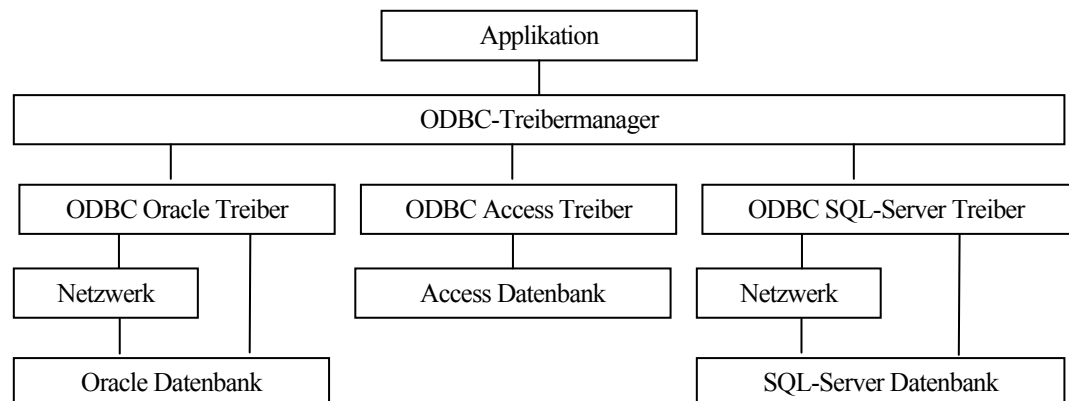 Applikation
ODBC-Treibermanager
ODBC Oracle Treiber
ODBC Access Treiber
ODBC SQL-Server Treiber
Netzwerk
Access Datenbank
Netzwerk
Oracle Datenbank
SQL-Server Datenbank